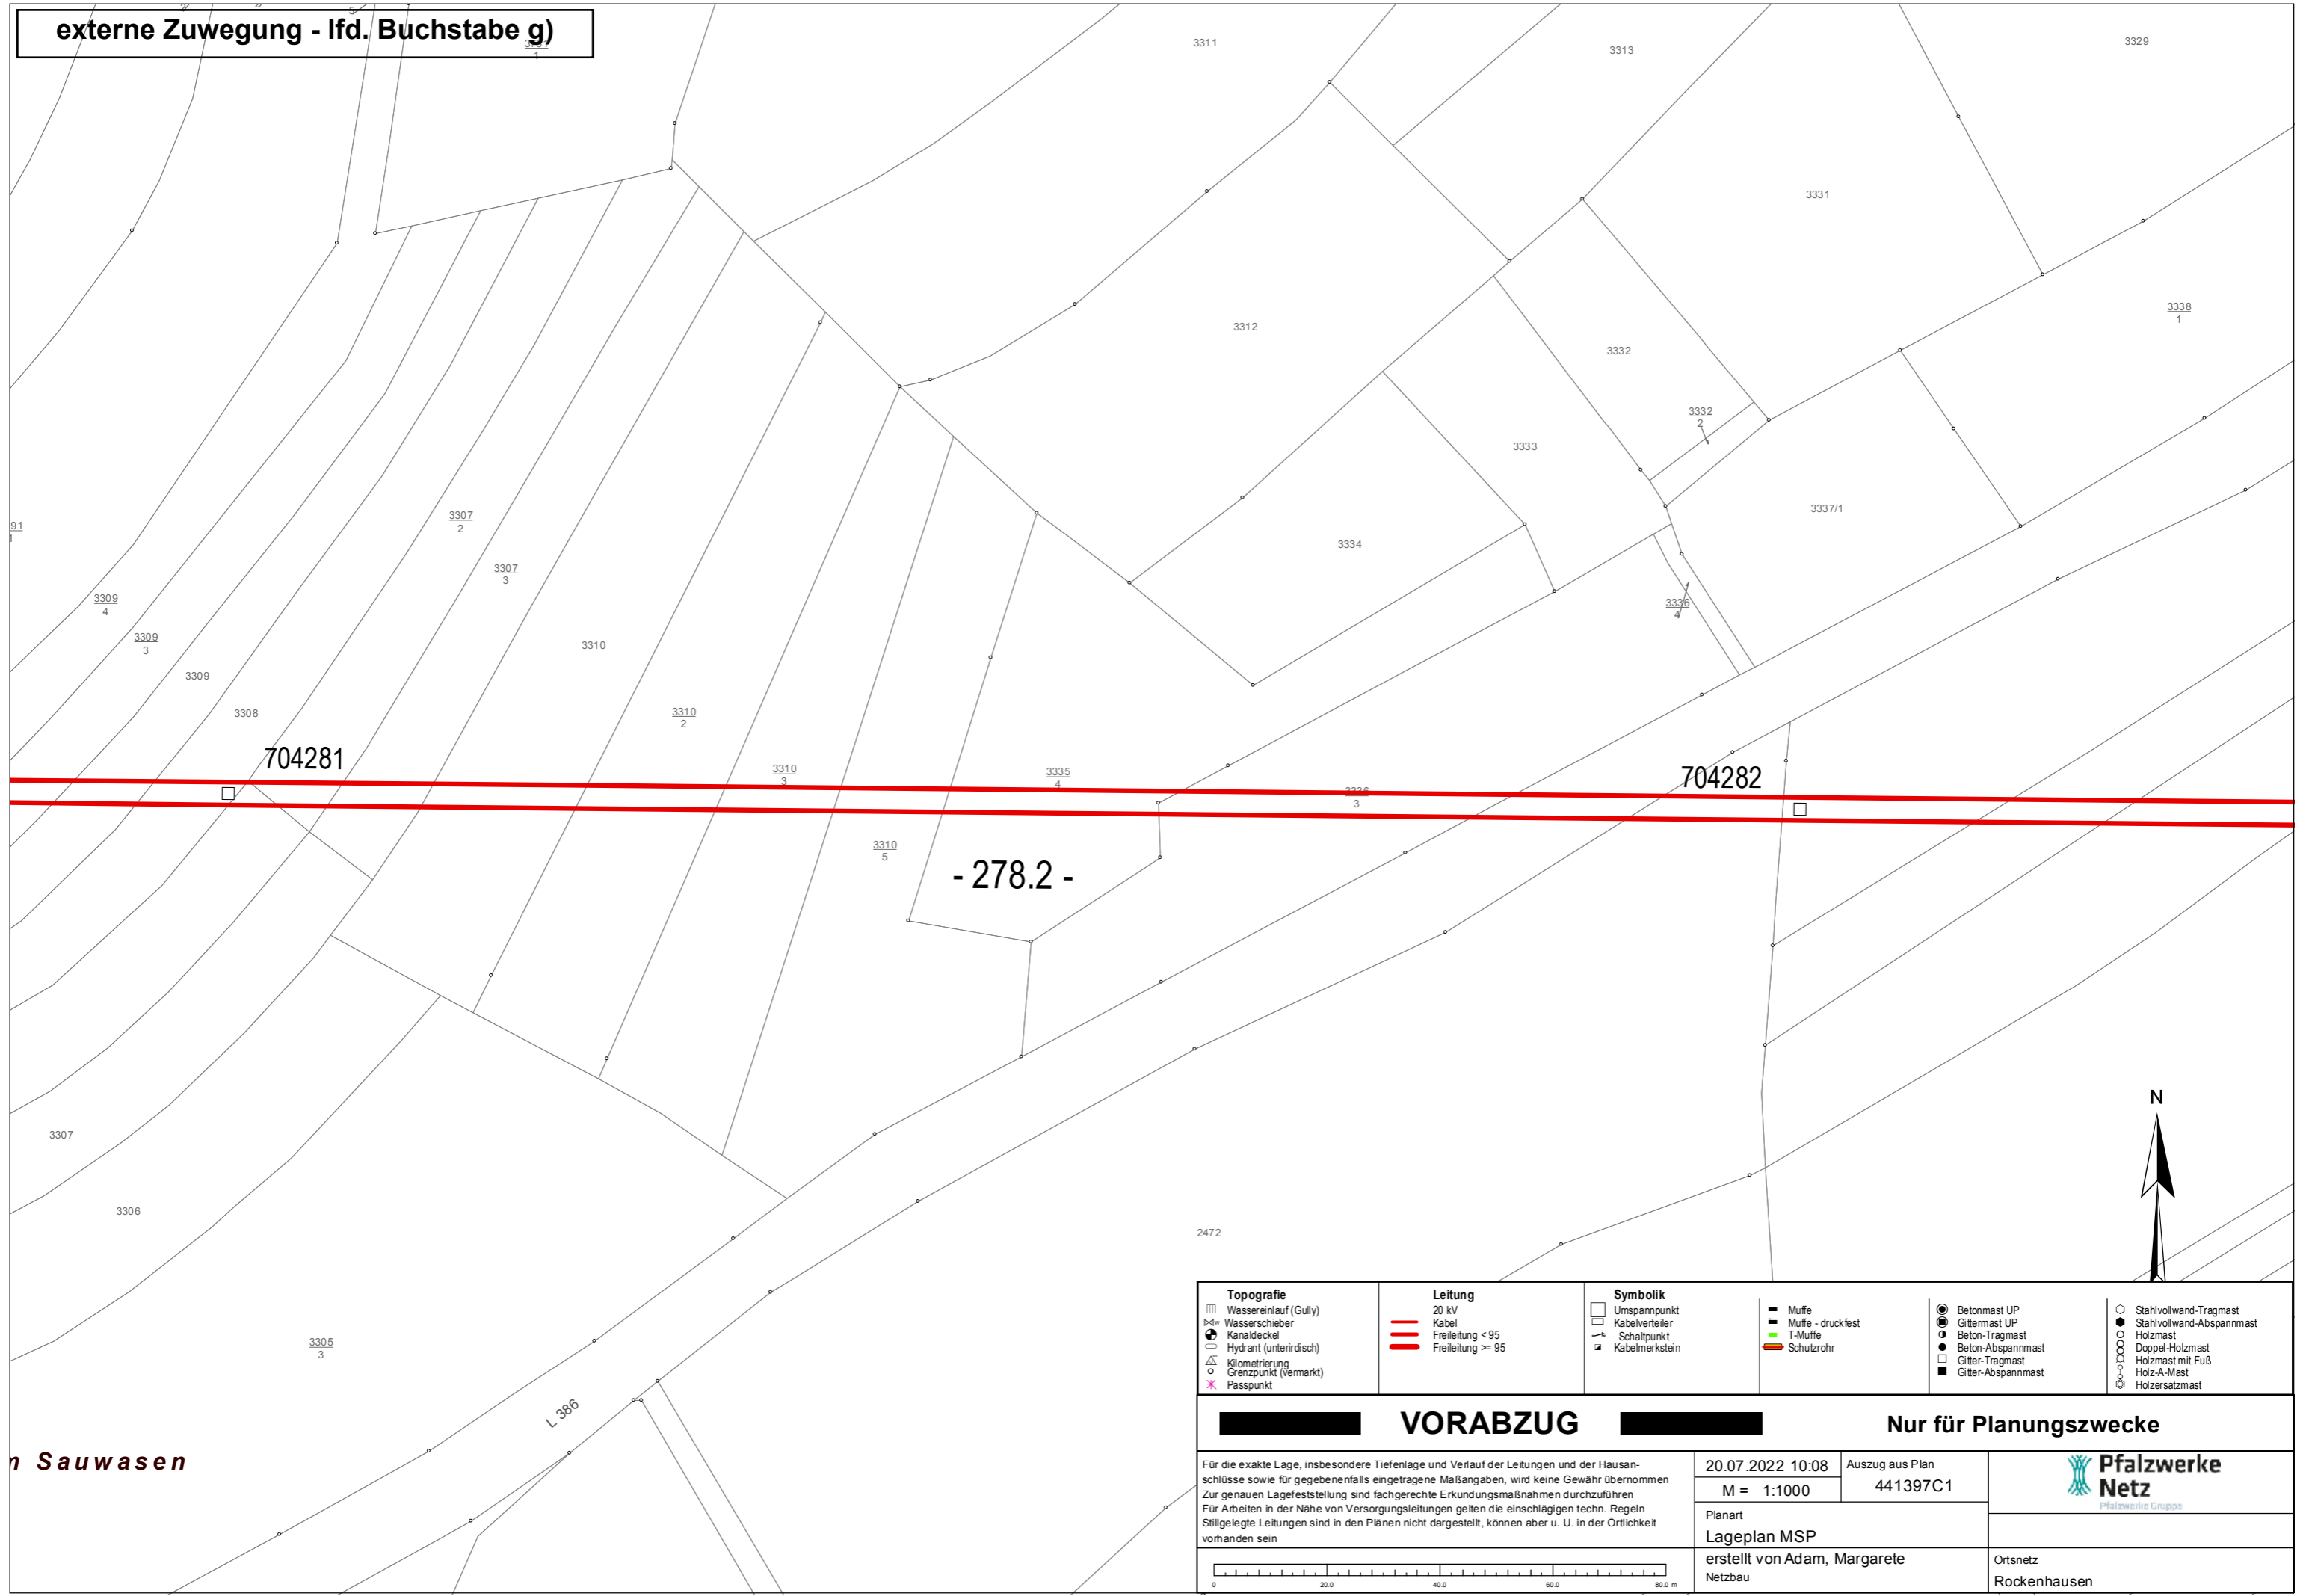 externe Zuwegung - lfd. Buchstabe g)
3311
3313
3329
3331
3338
1
3312
3332
3332
2
3333
3337/1
3334
3307
2
3307
3
91
3309
4
3309
3
3336
4
3310
3309
3308
3310
2
704281
3310
3
3335
4
704282
3336
3
3310
5
- 278.2 -
N
3307
3306
2472
3305
3
L 386
Sauwasen
Topografie
Wassereinlauf (Gully)
Wasserschieber
Kanaldeckel
Hydrant (unterirdisch)
Kilometrierung
Grenzpunkt (vermarkt)
Passpunkt
Leitung
20 kV
Kabel
Freileitung < 95
Freileitung >= 95
Symbolik
Umspannpunkt
Kabelverteiler
Schaltpunkt
Kabelmerkstein
Muffe
Muffe - druckfest
T-Muffe
Schutzrohr
Betonmast UP
Gittermast UP
Beton-Tragmast
Beton-Abspannmast
Gitter-Tragmast
Gitter-Abspannmast
Stahlvollwand-Tragmast
Stahlvollwand-Abspannmast
Holzmast
Doppel-Holzmast
Holzmast mit Fuß
Holz-A-Mast
Holzersatzmast
VORABZUG
Nur für Planungszwecke
Für die exakte Lage, insbesondere Tiefenlage und Verlauf der Leitungen und der Hausan-
schlüsse sowie für gegebenenfalls eingetragene Maßangaben, wird keine Gewähr übernommen
Zur genauen Lagefeststellung sind fachgerechte Erkundungsmaßnahmen durchzuführen
Für Arbeiten in der Nähe von Versorgungsleitungen gelten die einschlägigen techn. Regeln
Stillgelegte Leitungen sind in den Plänen nicht dargestellt, können aber u. U. in der Örtlichkeit
vorhanden sein
0 20.0 40.0 60.0 80.0 m
20.07.2022 10:08
M = 1:1000
Auszug aus Plan
441397C1
Planart
Lageplan MSP
erstellt von Adam, Margarete
Netzbau
Pfalzwerke
Netz
Pfalzwerke Gruppe
Ortsnetz
Rockenhausen